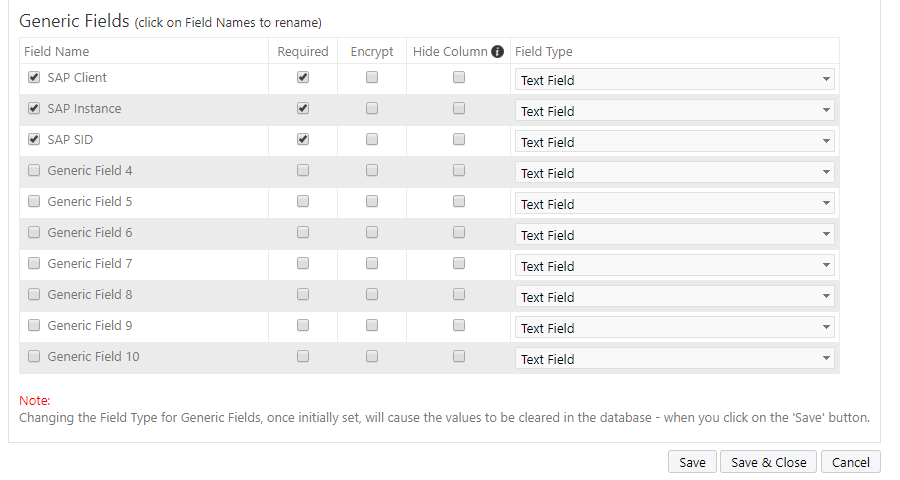 Generic Fields (click on Field Names to rename)
Field Name Required Encrypt Hide Column Field Type
SAP Client Text Field
SAP Instance Text Field
SAP SID Text Field
Generic Field 4 Text Field
Generic Field 5 Text Field
Generic Field 6 Text Field
Generic Field 7 Text Field
Generic Field 8 Text Field
Generic Field 9 Text Field
Generic Field 10 Text Field
Note:
Changing the Field Type for Generic Fields, once initially set, will cause the values to be cleared in the database - when you click on the 'Save' button.
Save Save & Close Cancel